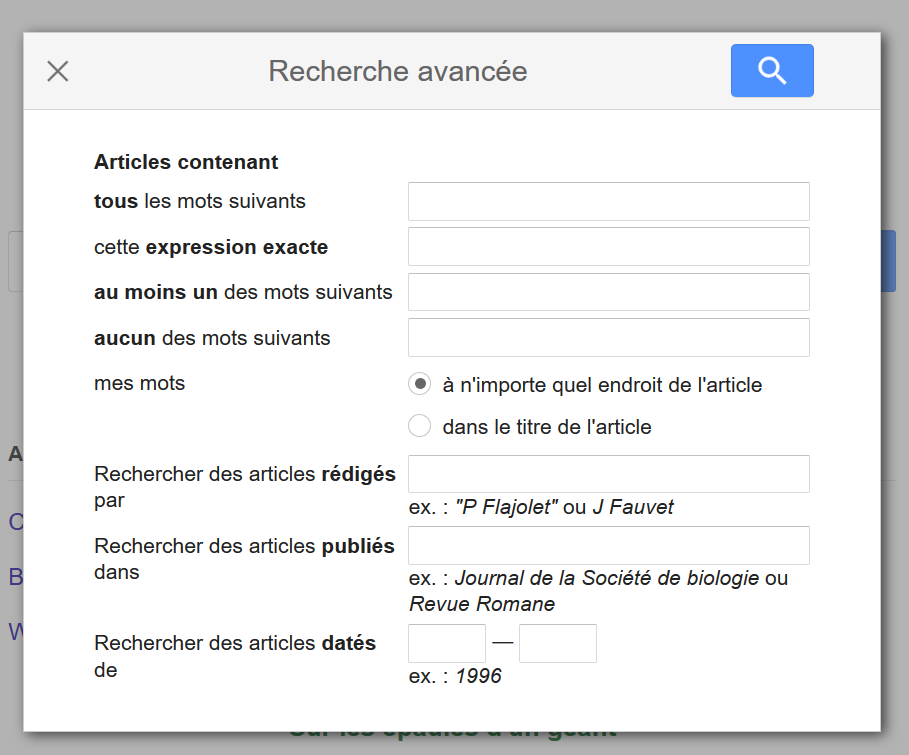 Recherche avancée
Articles contenant
tous les mots suivants
cette expression exacte
au moins un des mots suivants
aucun des mots suivants
mes mots
à n'importe quel endroit de l'article
dans le titre de l'article
Rechercher des articles rédigés
par
ex. : "P Flajolet" ou J Fauvet
Rechercher des articles publiés
dans
ex. : Journal de la Société de biologie ou
Revue Romane
Rechercher des articles datés
de
—
ex. : 1996
A
C
B
W
Sur les épaules d'un géant